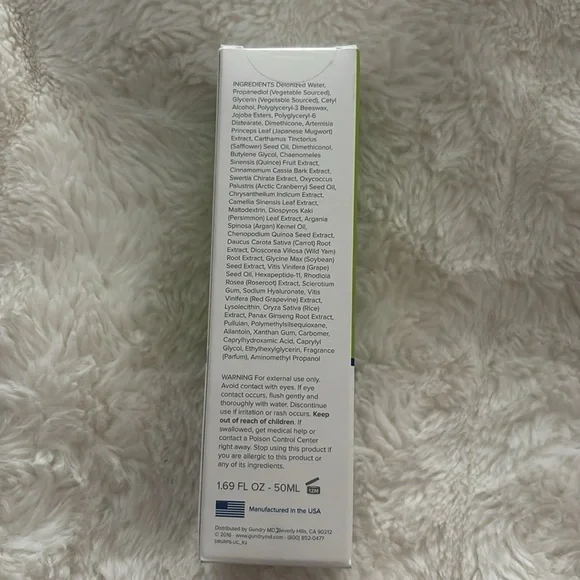 INGREDIENTS Deionized Water,
Propanediol (Vegetable Sourced),
Glycerin (Vegetable Sourced), Cetyl
Alcohol, Polyglyceryl-3 Beeswax,
Jojoba Esters, Polyglyceryl-6
Distearate, Dimethicone, Artemisia
Princeps Leaf (Japanese Mugwort)
Extract, Carthamus Tinctorius
(Safflower) Seed Oil, Dimethiconol,
Butylene Glycol, Chaenomeles
Sinensis (Quince) Fruit Extract,
Cinnamomum Cassia Bark Extract,
Swertia Chirata Extract, Oxycoccus
Palustris (Arctic Cranberry) Seed Oil,
Chrysanthellum Indicum Extract,
Camellia Sinensis Leaf Extract,
Maltodextrin, Diospyros Kaki
(Persimmon) Leaf Extract, Argania
Spinosa (Argan) Kernel Oil,
Chenopodium Quinoa Seed Extract,
Daucus Carota Sativa (Carrot) Root
Extract, Dioscorea Villosa (Wild Yam)
Root Extract, Glycine Max (Soybean)
Seed Extract, Vitis Vinifera (Grape)
Seed Oil, Hexapeptide-11, Rhodiola
Rosea (Roseroot) Extract, Sclerotium
Gum, Sodium Hyaluronate, Vitis
Vinifera (Red Grapevine) Extract,
Lysolecithin, Oryza Sativa (Rice)
Extract, Panax Ginseng Root Extract,
Pullulan, Polymethylsilsequioxane,
Allantoin, Xanthan Gum, Carbomer,
Caprylhydroxamic Acid, Caprylyl
Glycol, Ethylhexylglycerin, Fragrance
(Parfum), Aminomethyl Propanol
WARNING For external use only.
Avoid contact with eyes. If eye
contact occurs, flush gently and
thoroughly with water. Discontinue
use if irritation or rash occurs. Keep
out of reach of children. If
swallowed, get medical help or
contact a Poison Control Center
right away. Stop using this product if
you are allergic to this product or
any of its ingredients.
1.69 FL OZ - 50ML 12M
Manufactured in the USA
Distributed by Gundry MD, Beverly Hills, CA 90212
© 2016 - www.gundrymd.com - (800) 852-0477